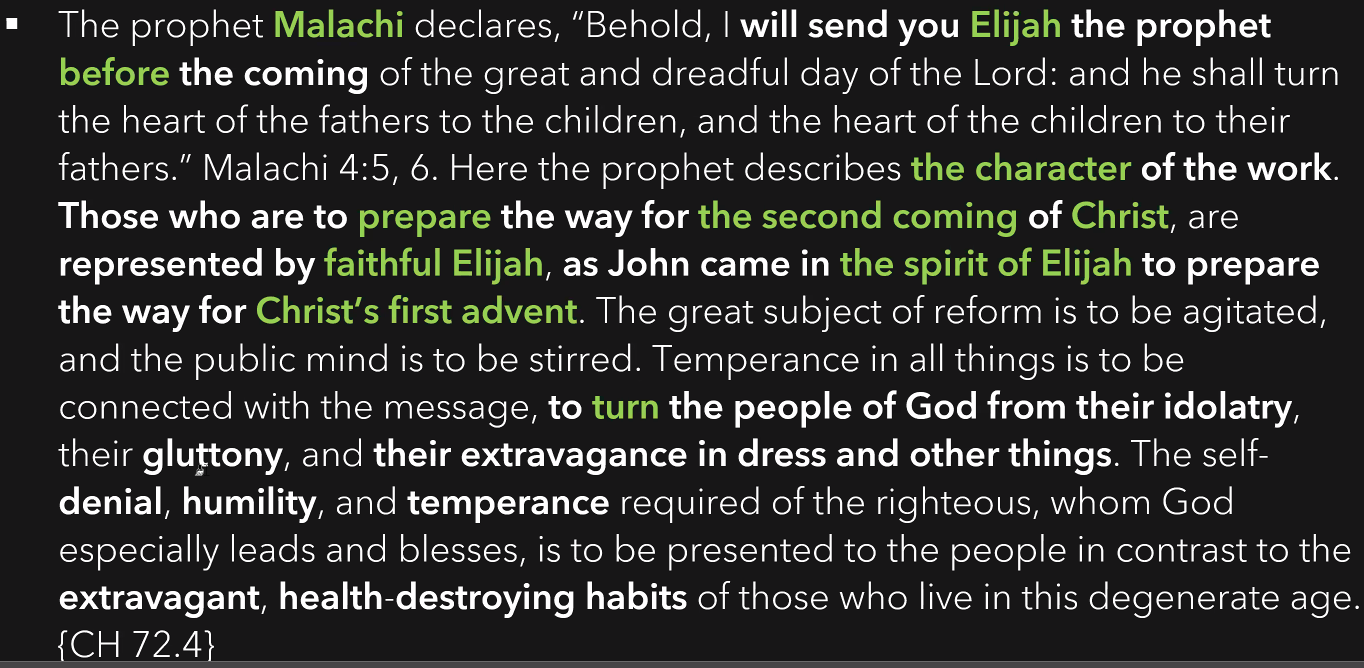 ▪ The prophet Malachi declares, “Behold, I will send you Elijah the prophet
before the coming of the great and dreadful day of the Lord: and he shall turn
the heart of the fathers to the children, and the heart of the children to their
fathers.” Malachi 4:5, 6. Here the prophet describes the character of the work.
Those who are to prepare the way for the second coming of Christ, are
represented by faithful Elijah, as John came in the spirit of Elijah to prepare
the way for Christ’s first advent. The great subject of reform is to be agitated,
and the public mind is to be stirred. Temperance in all things is to be
connected with the message, to turn the people of God from their idolatry,
their gluttony, and their extravagance in dress and other things. The self-
denial, humility, and temperance required of the righteous, whom God
especially leads and blesses, is to be presented to the people in contrast to the
extravagant, health-destroying habits of those who live in this degenerate age.
{CH 72.4}